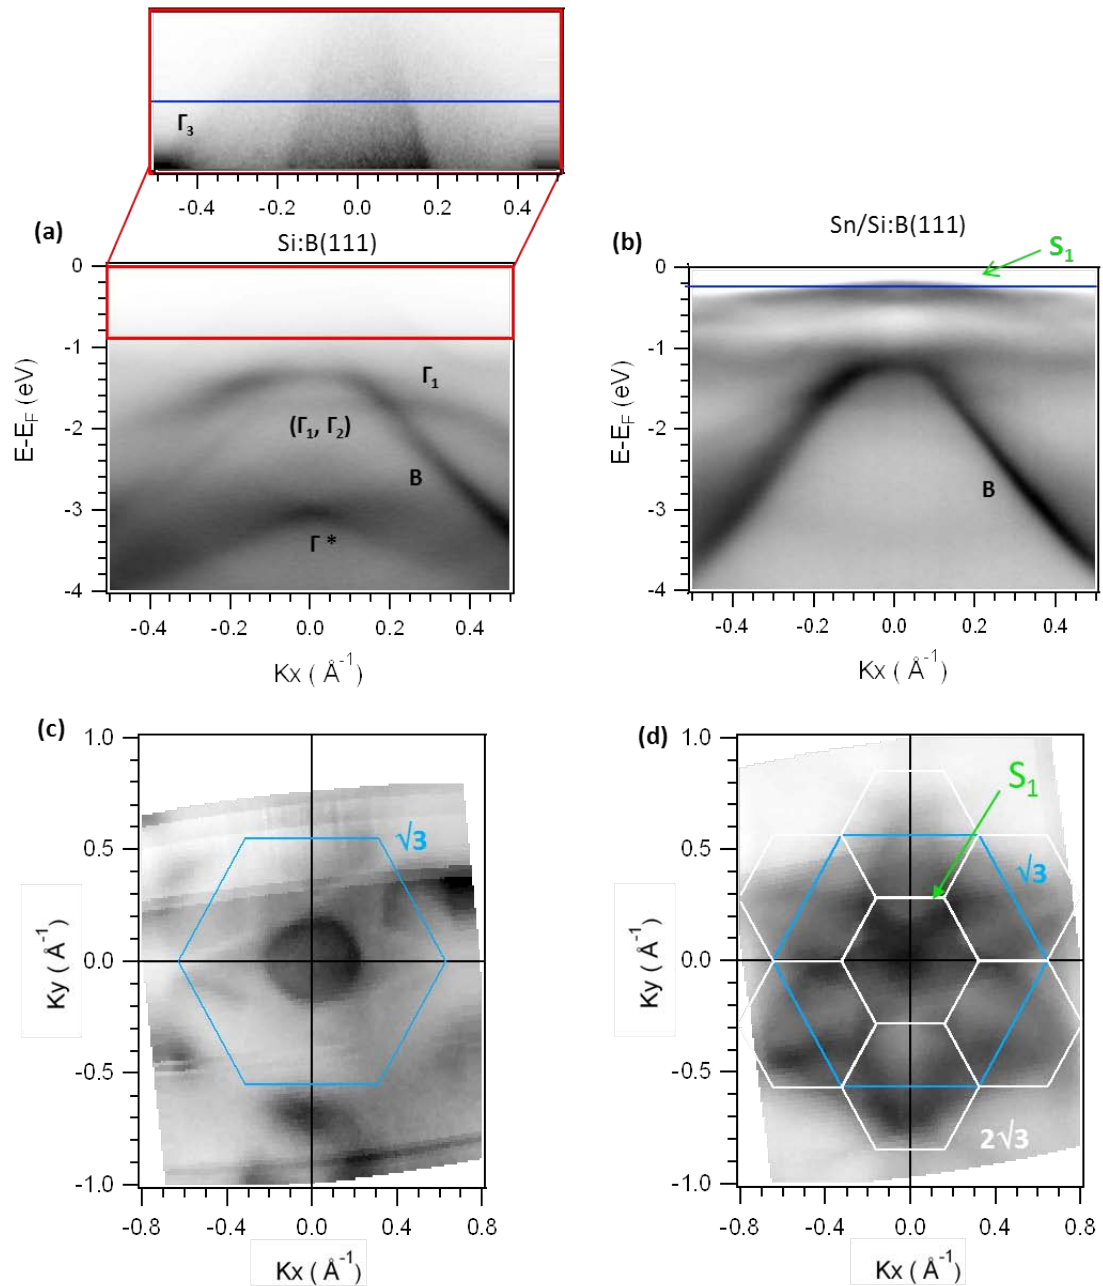 Γ3
-0.4 -0.2 0.0 0.2 0.4
(a)
Si:B(111)
0
-1
-2
-3
-4
E-EF (eV)
Γ1
(Γ1, Γ2)
B
Γ*
-0.4 -0.2 0.0 0.2 0.4
Kx ( Å-1)
(b)
Sn/Si:B(111)
S1
0
-1
-2
-3
-4
E-EF (eV)
B
-0.4 -0.2 0.0 0.2 0.4
Kx ( Å-1)
(c)
1.0
0.5
0.0
-0.5
-1.0
Ky ( Å-1)
√3
-0.8 -0.4 0.0 0.4 0.8
Kx ( Å-1)
(d)
1.0
0.5
0.0
-0.5
-1.0
Ky ( Å-1)
S1
√3
2√3
-0.8 -0.4 0.0 0.4 0.8
Kx ( Å-1)